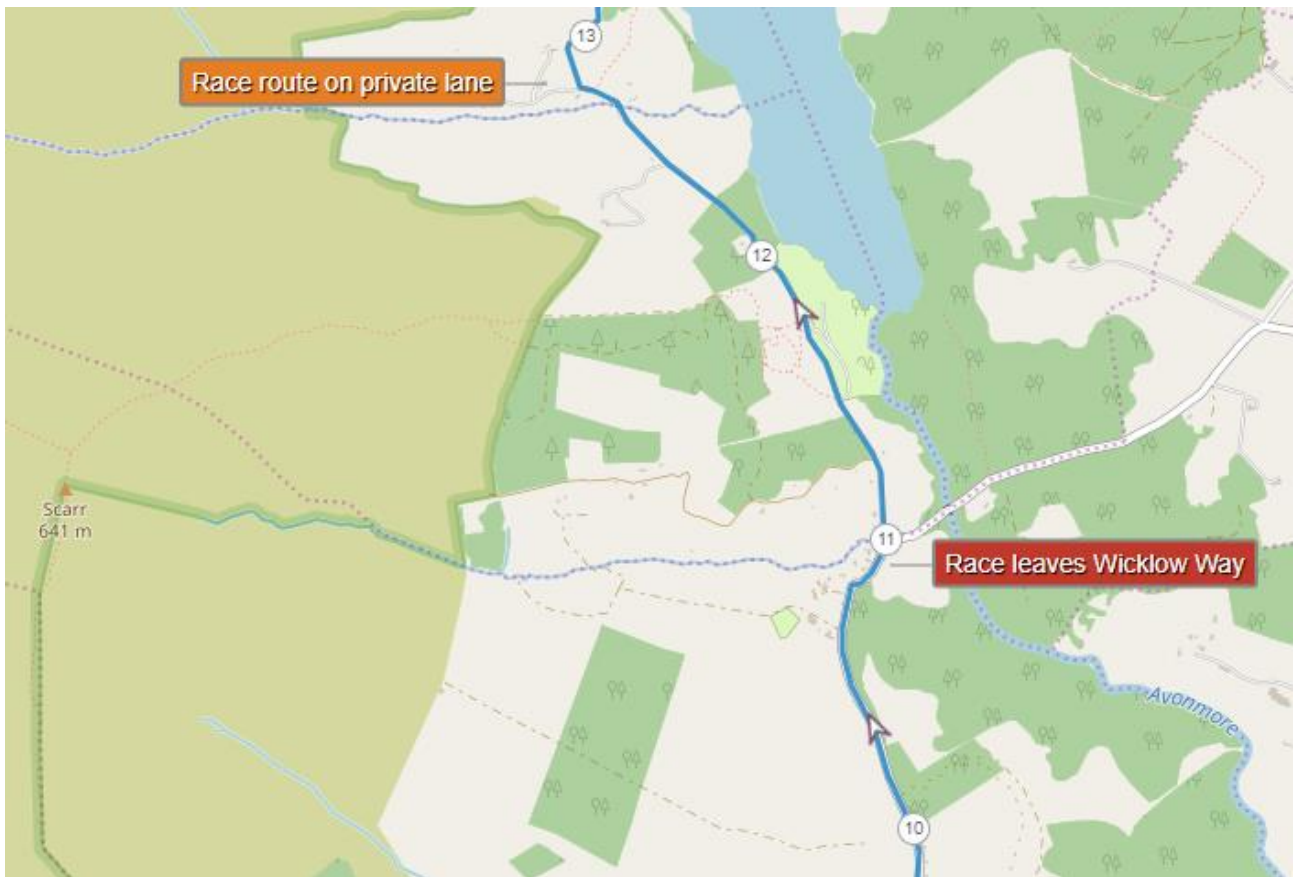 13
Race route on private lane
12
Scarr
641 m
11
Race leaves Wicklow Way
Avonmore
10